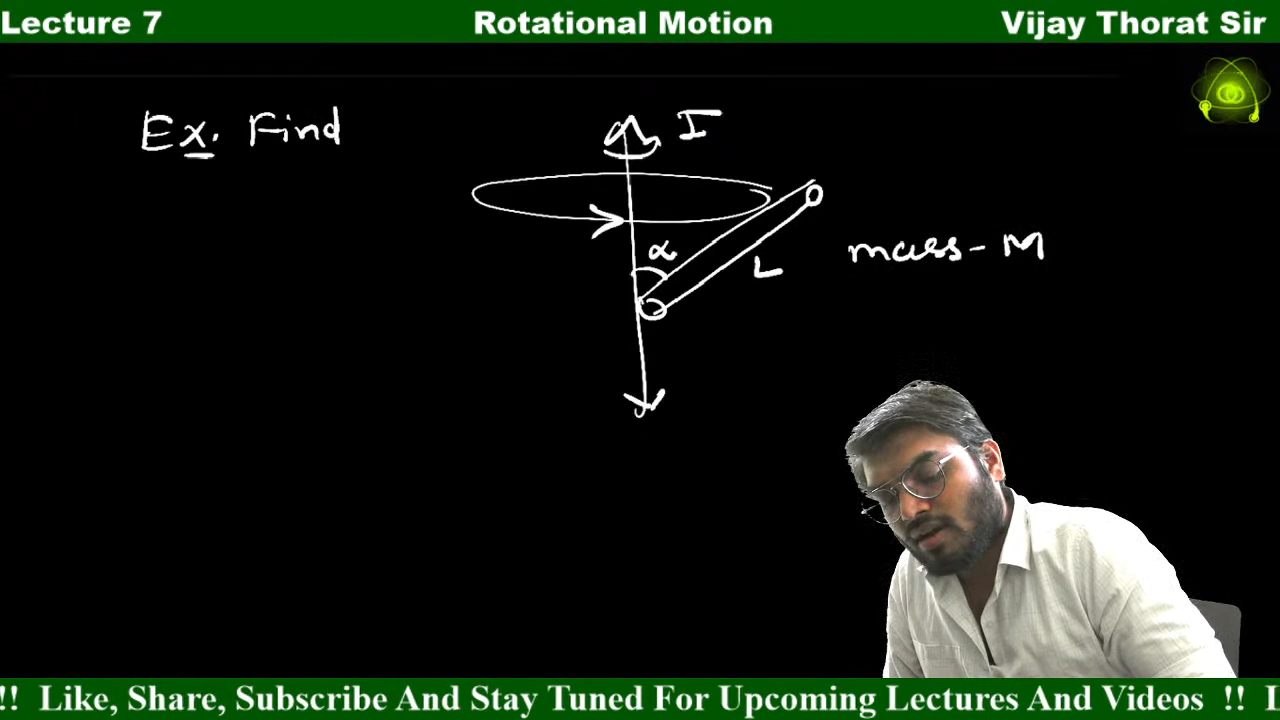 Lecture 7
Rotational Motion
Vijay Thorat Sir
Ex. Find
I
α
L
mass - M
!! Like, Share, Subscribe And Stay Tuned For Upcoming Lectures And Videos !!